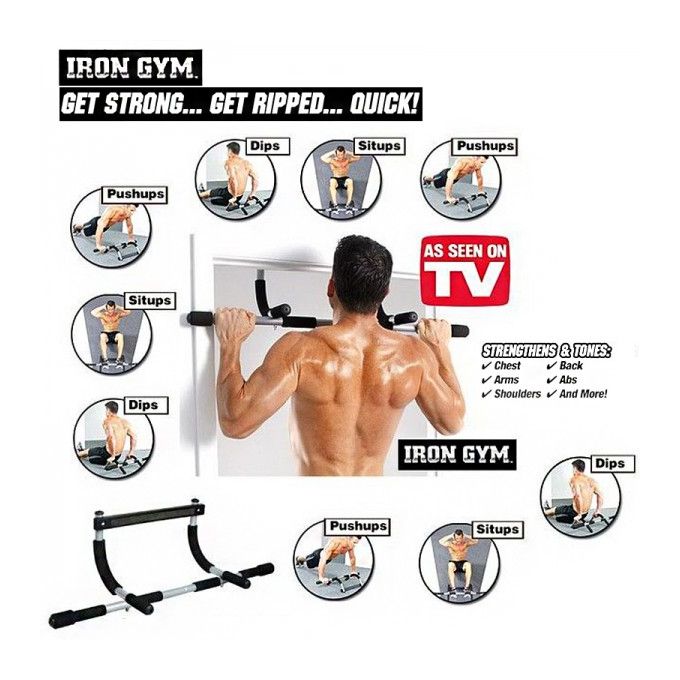 IRON GYM.
GET STRONG... GET RIPPED... QUICK!
Dips
Situps
Pushups
Pushups
AS SEEN ON
TV
Situps
STRENGTHENS & TONES:
✓ Chest ✓ Back
✓ Arms ✓ Abs
✓ Shoulders ✓ And More!
Dips
IRON GYM.
Dips
Pushups
Situps